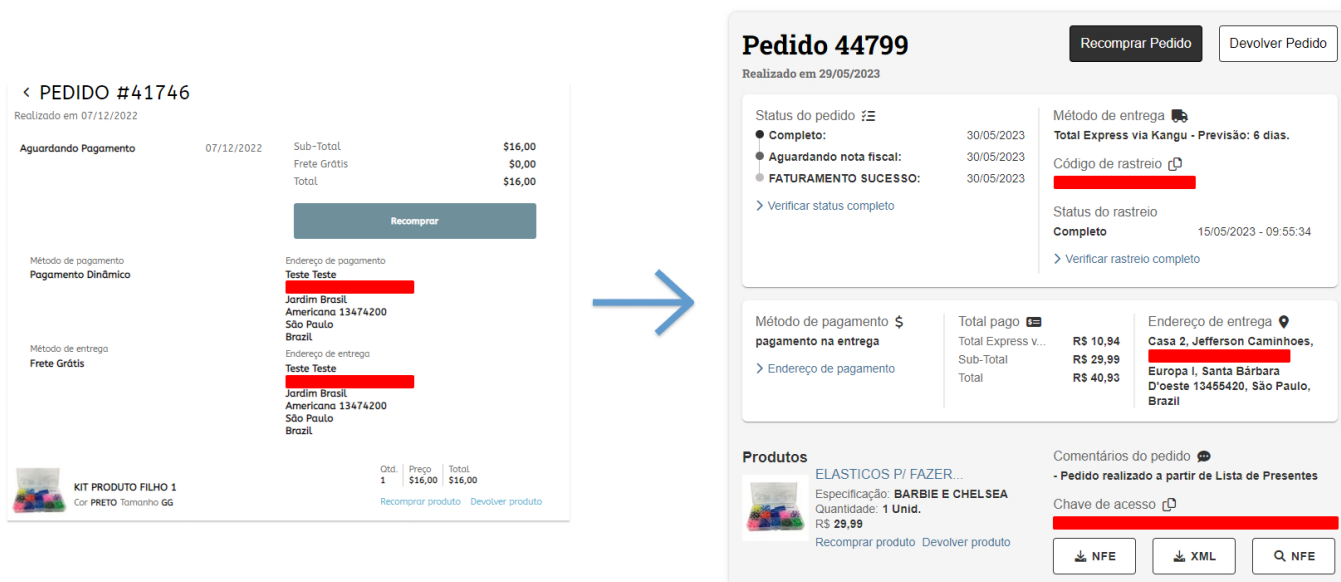 < PEDIDO #41746
Realizado em 07/12/2022
Aguardando Pagamento 07/12/2022
Sub-Total $16,00
Frete Grátis $0,00
Total $16,00
Recomprar
Método de pagamento
Pagamento Dinâmico
Endereço de pagamento
Teste Teste
Jardim Brasil
Americana 13474200
São Paulo
Brazil
Método de entrega
Frete Grátis
Endereço de entrega
Teste Teste
Jardim Brasil
Americana 13474200
São Paulo
Brazil
KIT PRODUTO FILHO 1
Cor PRETO Tamanho GG
Qtd. Preço Total
1 $16,00 $16,00
Recomprar produto Devolver produto
Pedido 44799
Realizado em 29/05/2023
Recomprar Pedido
Devolver Pedido
Status do pedido
Completo: 30/05/2023
Aguardando nota fiscal: 30/05/2023
FATURAMENTO SUCESSO: 30/05/2023
Verificar status completo
Método de entrega
Total Express via Kangu - Previsão: 6 dias.
Código de rastreio
Status do rastreio
Completo 15/05/2023 - 09:55:34
Verificar rastreio completo
Método de pagamento
pagamento na entrega
Endereço de pagamento
Total pago
Total Express v... R$ 10,94
Sub-Total R$ 29,99
Total R$ 40,93
Endereço de entrega
Casa 2, Jefferson Caminhoes,
Europa I, Santa Bárbara
D'oeste 13455420, São Paulo,
Brazil
Produtos
ELASTICOS P/ FAZER...
Especificação: BARBIE E CHELSEA
Quantidade: 1 Unid.
R$ 29,99
Recomprar produto Devolver produto
Comentários do pedido
- Pedido realizado a partir de Lista de Presentes
Chave de acesso
NFE
XML
NFE